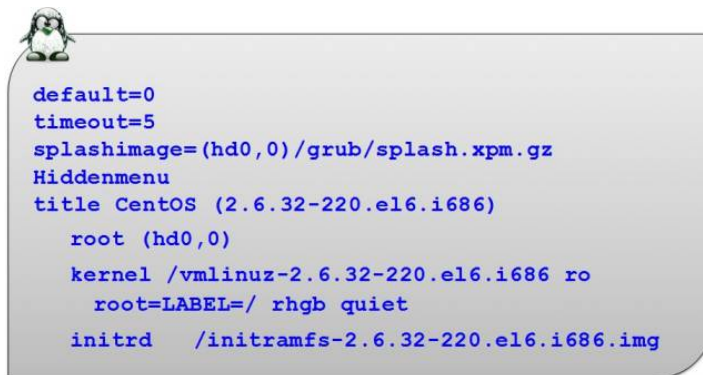 default=0
timeout=5
splashimage=(hd0,0)/grub/splash.xpm.gz
Hiddenmenu
title CentOS (2.6.32-220.el6.i686)
root (hd0,0)
kernel /vmlinuz-2.6.32-220.el6.i686 ro
root=LABEL=/ rhgb quiet
initrd /initramfs-2.6.32-220.el6.i686.img